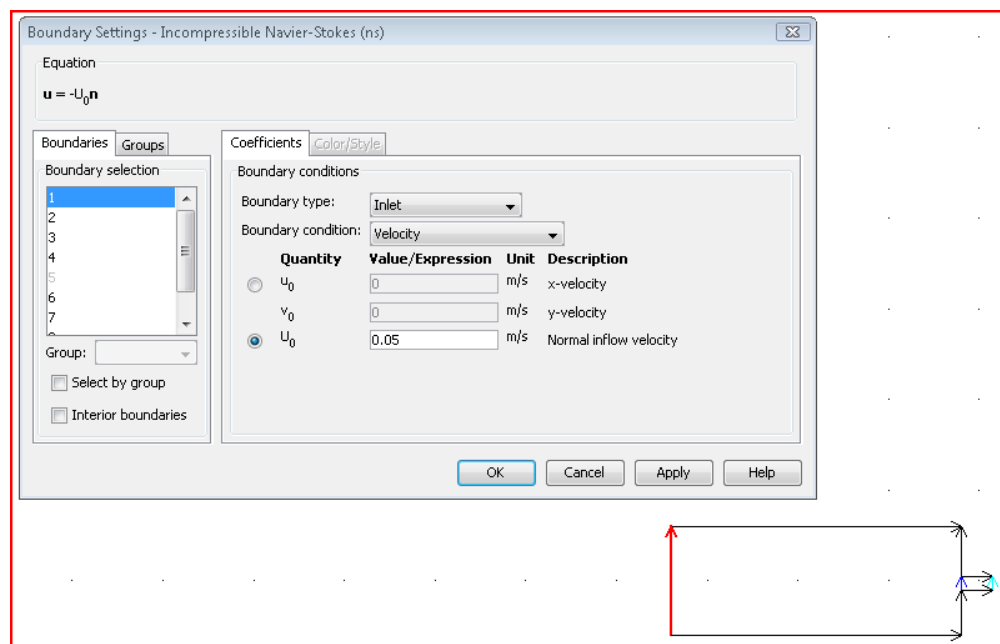 Boundary Settings - Incompressible Navier-Stokes (ns)
Equation
u = -U₀n
Boundaries Groups
Boundary selection
1
2
3
4
5
6
7
Group:
Select by group
Interior boundaries
Coefficients Color/Style
Boundary conditions
Boundary type: Inlet
Boundary condition: Velocity
Quantity Value/Expression Unit Description
u₀ 0 m/s x-velocity
v₀ 0 m/s y-velocity
U₀ 0.05 m/s Normal inflow velocity
OK Cancel Apply Help